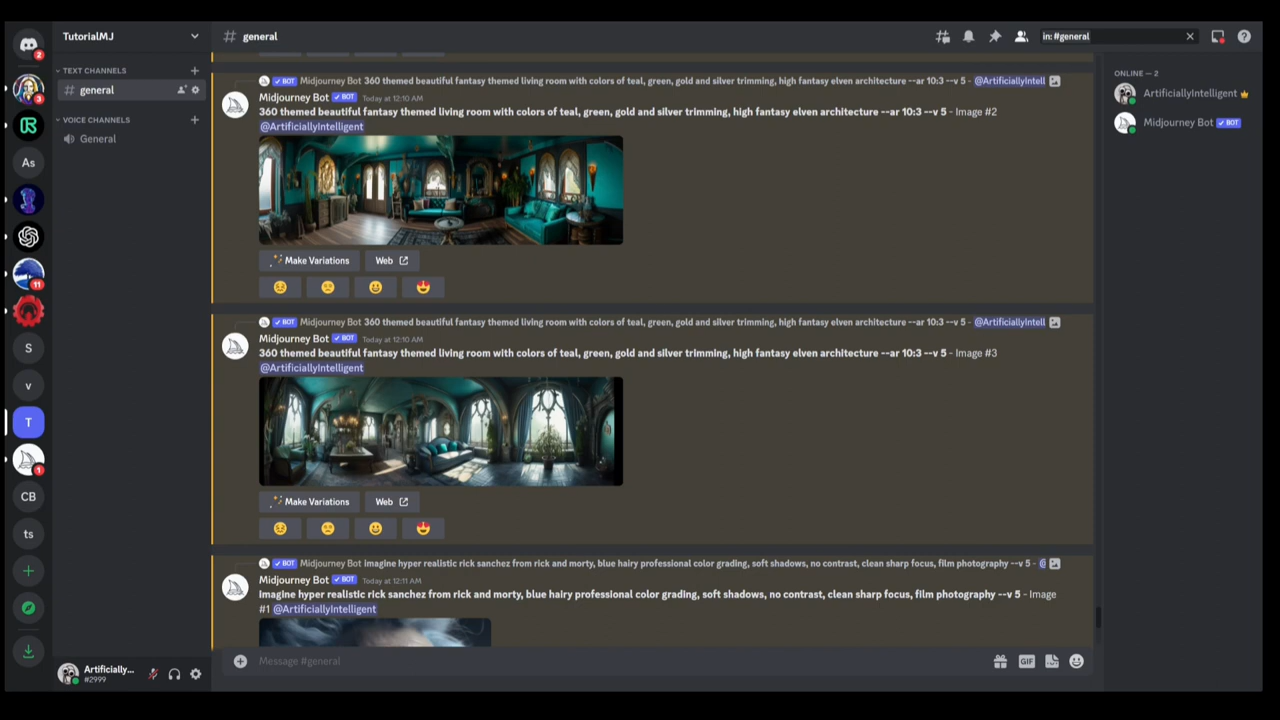 TutorialMJ
general
in: #general
2
TEXT CHANNELS
general
VOICE CHANNELS
General
3
As
11
S
v
T
1
CB
ts
BOT Midjourney Bot 360 themed beautiful fantasy themed living room with colors of teal, green, gold and silver trimming, high fantasy elven architecture --ar 10:3 --v 5 - @ArtificiallyIntell
Midjourney Bot BOT Today at 12:10 AM
360 themed beautiful fantasy themed living room with colors of teal, green, gold and silver trimming, high fantasy elven architecture --ar 10:3 --v 5 - Image #2
@ArtificiallyIntelligent
Make Variations Web
BOT Midjourney Bot 360 themed beautiful fantasy themed living room with colors of teal, green, gold and silver trimming, high fantasy elven architecture --ar 10:3 --v 5 - @ArtificiallyIntell
Midjourney Bot BOT Today at 12:10 AM
360 themed beautiful fantasy themed living room with colors of teal, green, gold and silver trimming, high fantasy elven architecture --ar 10:3 --v 5 - Image #3
@ArtificiallyIntelligent
Make Variations Web
BOT Midjourney Bot Imagine hyper realistic rick sanchez from rick and morty, blue hairy professional color grading, soft shadows, no contrast, clean sharp focus, film photography --v 5 - @
Midjourney Bot BOT Today at 12:11 AM
Imagine hyper realistic rick sanchez from rick and morty, blue hairy professional color grading, soft shadows, no contrast, clean sharp focus, film photography --v 5 - Image
#1 @ArtificiallyIntelligent
Message #general
GIF
ONLINE — 2
ArtificiallyIntelligent
Midjourney Bot BOT
Artificially...
#2999